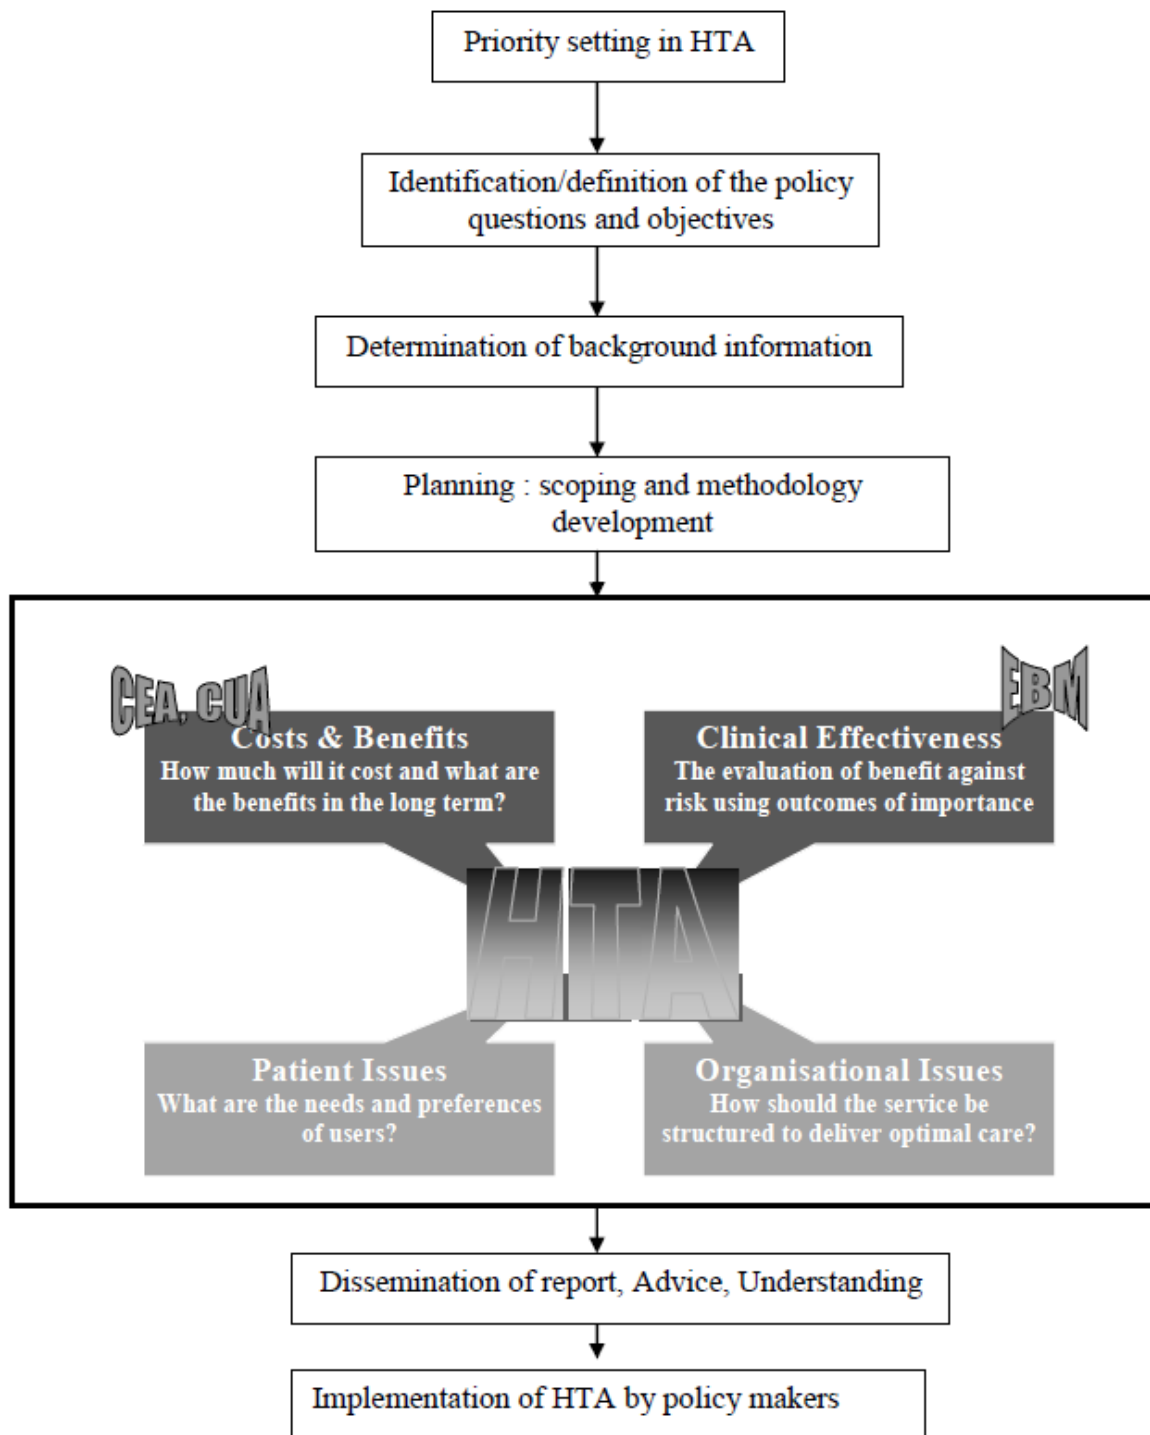 Priority setting in HTA
Identification/definition of the policy
questions and objectives
Determination of background information
Planning : scoping and methodology
development
CEA, CUA
EBM
Costs & Benefits
How much will it cost and what are
the benefits in the long term?
Clinical Effectiveness
The evaluation of benefit against
risk using outcomes of importance
HTA
Patient Issues
What are the needs and preferences
of users?
Organisational Issues
How should the service be
structured to deliver optimal care?
Dissemination of report, Advice, Understanding
Implementation of HTA by policy makers